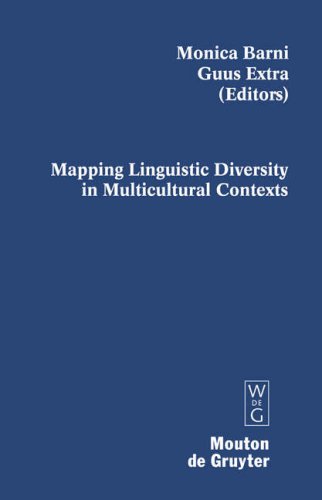 Monica Barni
Guus Extra
(Editors)
Mapping Linguistic Diversity
in Multicultural Contexts
W
DE
G
Mouton
de Gruyter